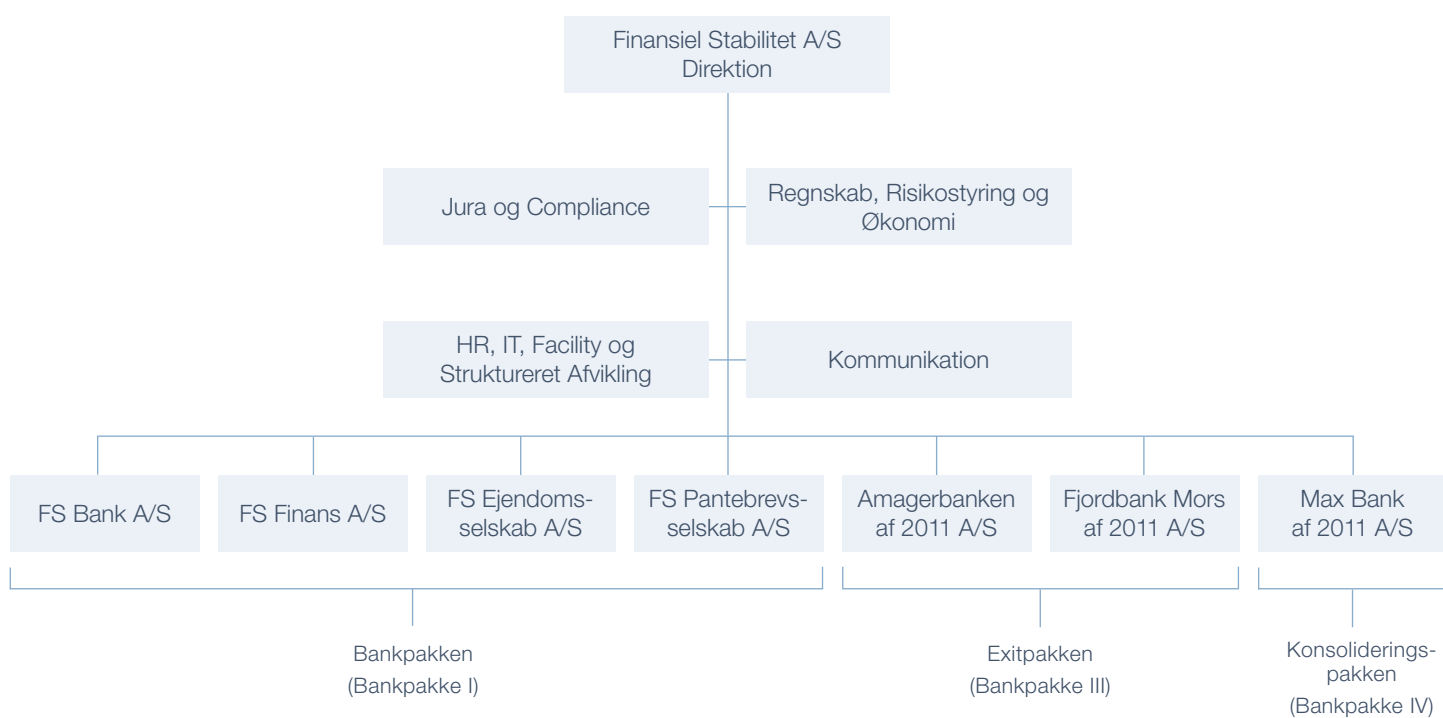 Finansiel Stabilitet A/S
Direktion
Jura og Compliance
Regnskab, Risikostyring og
Økonomi
HR, IT, Facility og
Struktureret Afvikling
Kommunikation
FS Bank A/S
FS Finans A/S
FS Ejendoms-
selskab A/S
FS Pantebrevs-
selskab A/S
Amagerbanken
af 2011 A/S
Fjordbank Mors
af 2011 A/S
Max Bank
af 2011 A/S
Bankpakken
(Bankpakke I)
Exitpakken
(Bankpakke III)
Konsoliderings-
pakken
(Bankpakke IV)